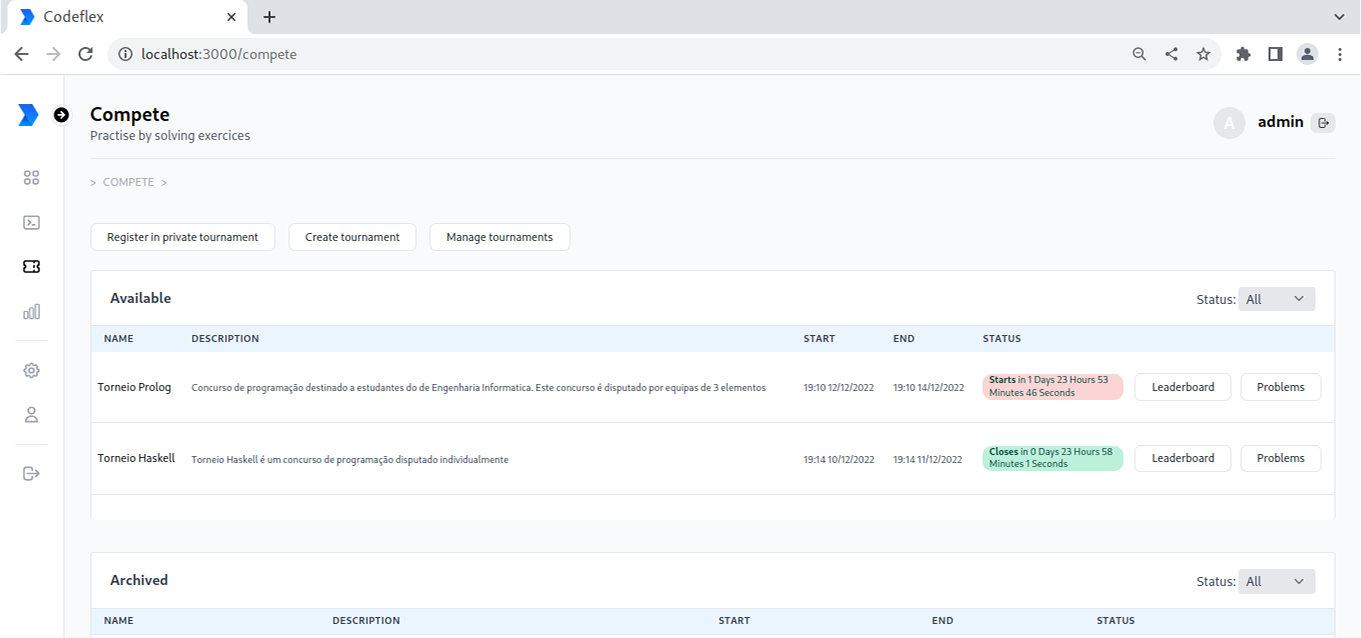 Codeflex
localhost:3000/compete
Compete
Practise by solving exercices
A
admin
> COMPETE >
Register in private tournament
Create tournament
Manage tournaments
Available
Status: All
NAME DESCRIPTION START END STATUS
Torneio Prolog Concurso de programação destinado a estudantes do de Engenharia Informatica. Este concurso é disputado por equipas de 3 elementos 19:10 12/12/2022 19:10 14/12/2022 Starts in 1 Days 23 Hours 53
Minutes 46 Seconds
Leaderboard Problems
Torneio Haskell Torneio Haskell é um concurso de programação disputado individualmente 19:14 10/12/2022 19:14 11/12/2022 Closes in 0 Days 23 Hours 58
Minutes 1 Seconds
Leaderboard Problems
Archived
Status: All
NAME DESCRIPTION START END STATUS